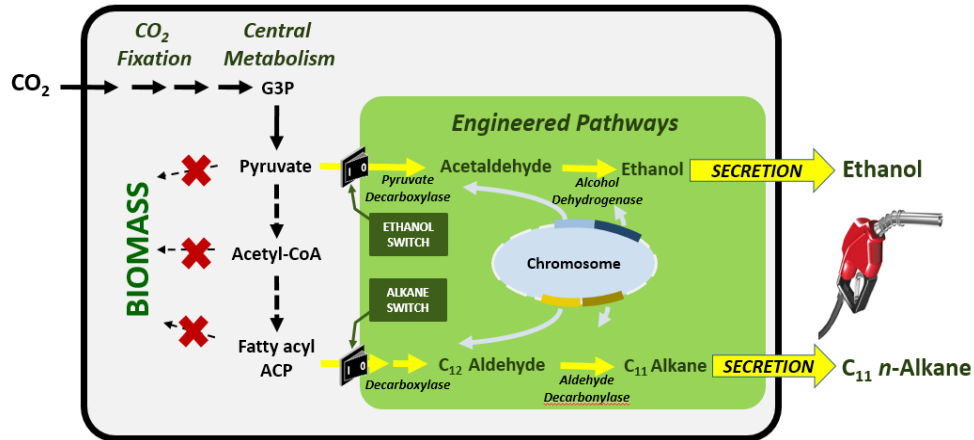 CO₂
Fixation
Central
Metabolism
CO₂
G3P
Engineered Pathways
Pyruvate
I O
Acetaldehyde
Ethanol
SECRETION
Ethanol
Pyruvate
Decarboxylase
Alcohol
Dehydrogenase
ETHANOL
SWITCH
BIOMASS
Acetyl-CoA
Chromosome
ALKANE
SWITCH
Fatty acyl
ACP
I O
C₁₂ Aldehyde
C₁₁ Alkane
SECRETION
C₁₁ n-Alkane
Decarboxylase
Aldehyde
Decarbonylase